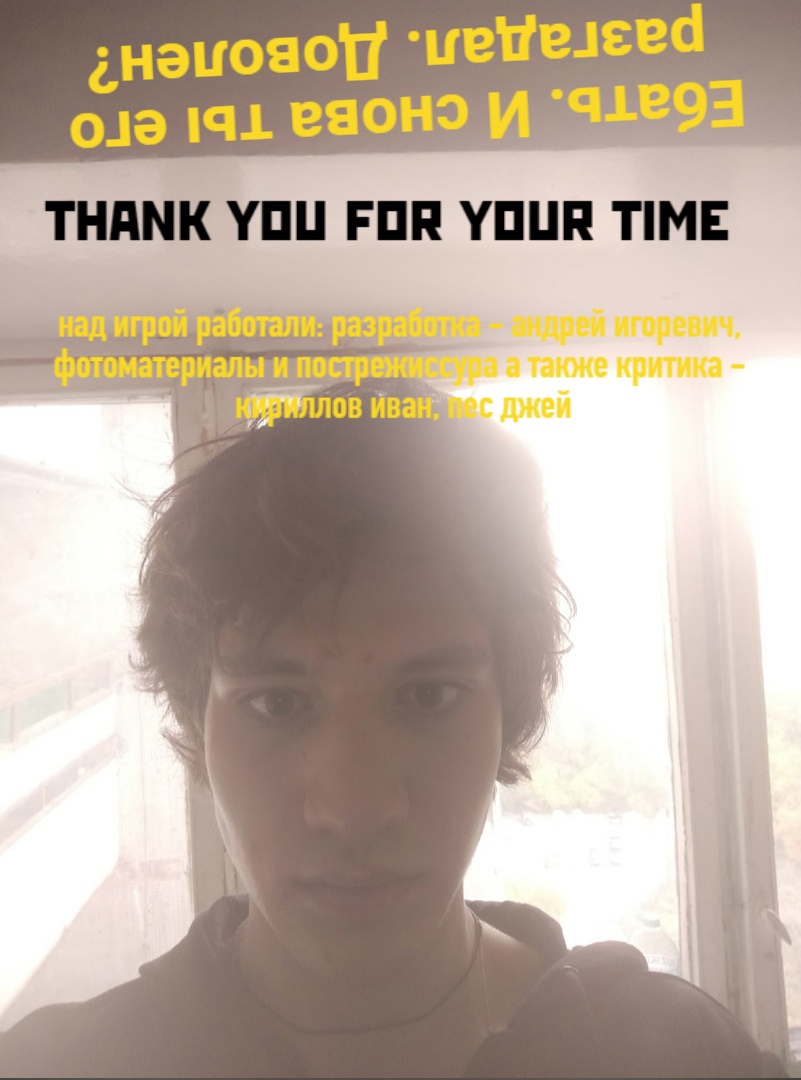 Ебать. И снова ты его
разгадал. Доволен?
THANK YOU FOR YOUR TIME
над игрой работали: разработка – андрей игоревич,
фотоматериалы и пострежиссура а также критика –
кириллов иван, пес джей